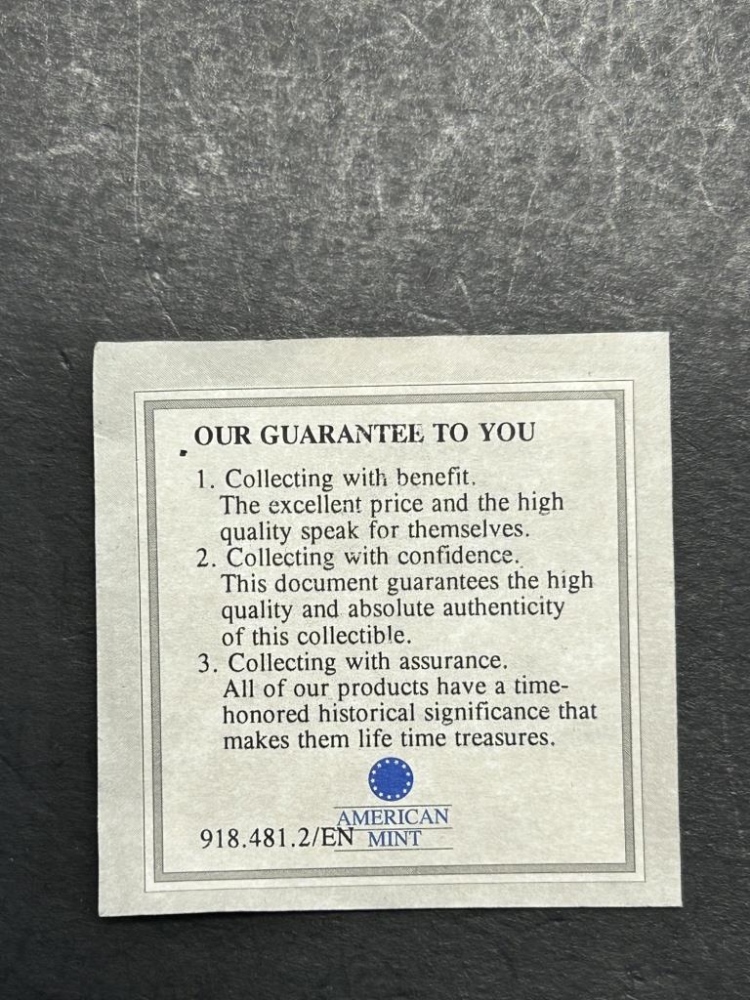 OUR GUARANTEE TO YOU
1. Collecting with benefit.
The excellent price and the high
quality speak for themselves.
2. Collecting with confidence.
This document guarantees the high
quality and absolute authenticity
of this collectible.
3. Collecting with assurance.
All of our products have a time-
honored historical significance that
makes them life time treasures.
AMERICAN
918.481.2/EN MINT